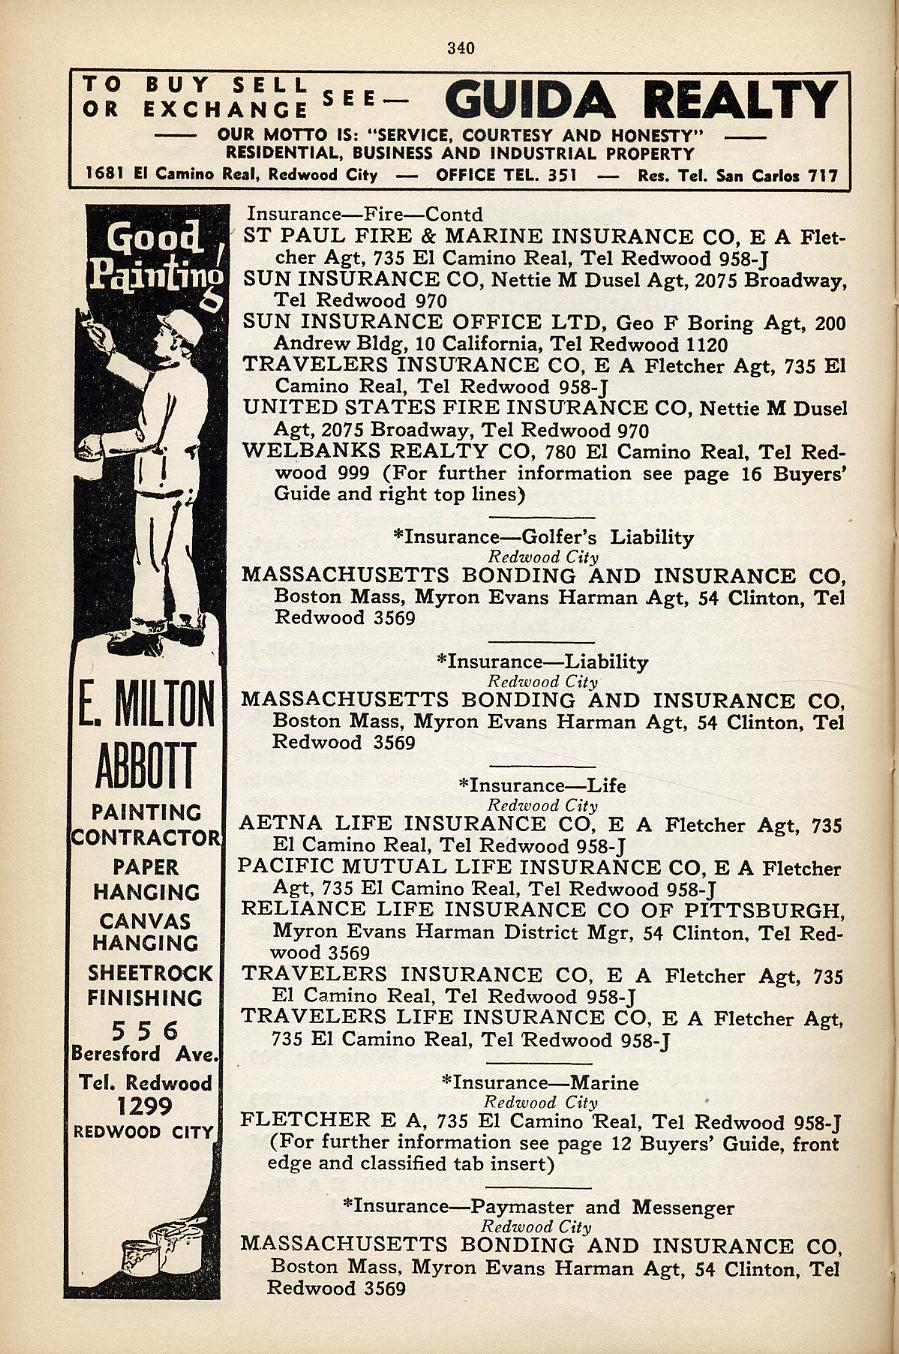 340
TO BUY SELL
OR EXCHANGE SEE— GUIDA REALTY
OUR MOTTO IS: "SERVICE, COURTESY AND HONESTY"
RESIDENTIAL, BUSINESS AND INDUSTRIAL PROPERTY
1681 El Camino Real, Redwood City — OFFICE TEL. 351 — Res. Tel. San Carlos 717
Good
Painting!
E. MILTON
ABBOTT
PAINTING
CONTRACTOR
PAPER
HANGING
CANVAS
HANGING
SHEETROCK
FINISHING
556
Beresford Ave.
Tel. Redwood
1299
REDWOOD CITY
Insurance—Fire—Contd
ST PAUL FIRE & MARINE INSURANCE CO, E A Flet-
cher Agt, 735 El Camino Real, Tel Redwood 958-J
SUN INSURANCE CO, Nettie M Dusel Agt, 2075 Broadway,
Tel Redwood 970
SUN INSURANCE OFFICE LTD, Geo F Boring Agt, 200
Andrew Bldg, 10 California, Tel Redwood 1120
TRAVELERS INSURANCE CO, E A Fletcher Agt, 735 El
Camino Real, Tel Redwood 958-J
UNITED STATES FIRE INSURANCE CO, Nettie M Dusel
Agt, 2075 Broadway, Tel Redwood 970
WELBANKS REALTY CO, 780 El Camino Real, Tel Red-
wood 999 (For further information see page 16 Buyers'
Guide and right top lines)
*Insurance—Golfer's Liability
Redwood City
MASSACHUSETTS BONDING AND INSURANCE CO,
Boston Mass, Myron Evans Harman Agt, 54 Clinton, Tel
Redwood 3569
*Insurance—Liability
Redwood City
MASSACHUSETTS BONDING AND INSURANCE CO,
Boston Mass, Myron Evans Harman Agt, 54 Clinton, Tel
Redwood 3569
*Insurance—Life
Redwood City
AETNA LIFE INSURANCE CO, E A Fletcher Agt, 735
El Camino Real, Tel Redwood 958-J
PACIFIC MUTUAL LIFE INSURANCE CO, E A Fletcher
Agt, 735 El Camino Real, Tel Redwood 958-J
RELIANCE LIFE INSURANCE CO OF PITTSBURGH,
Myron Evans Harman District Mgr, 54 Clinton, Tel Red-
wood 3569
TRAVELERS INSURANCE CO, E A Fletcher Agt, 735
El Camino Real, Tel Redwood 958-J
TRAVELERS LIFE INSURANCE CO, E A Fletcher Agt,
735 El Camino Real, Tel Redwood 958-J
*Insurance—Marine
Redwood City
FLETCHER E A, 735 El Camino Real, Tel Redwood 958-J
(For further information see page 12 Buyers' Guide, front
edge and classified tab insert)
*Insurance—Paymaster and Messenger
Redwood City
MASSACHUSETTS BONDING AND INSURANCE CO,
Boston Mass, Myron Evans Harman Agt, 54 Clinton, Tel
Redwood 3569